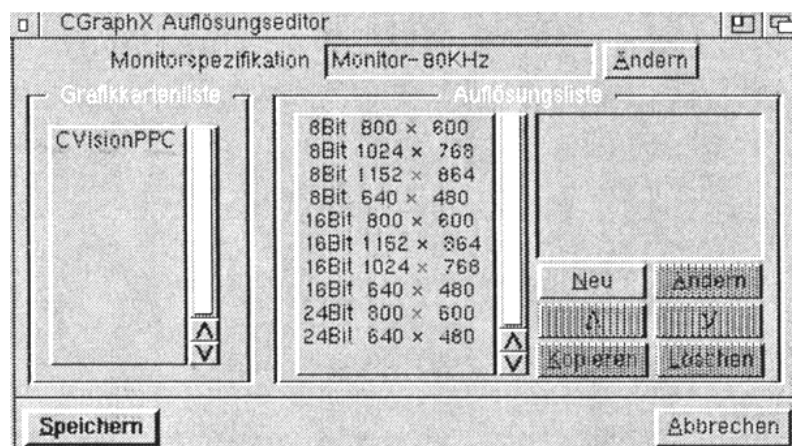 CGraphX Auflösungseditor
Monitorspezifikation Monitor-80KHz Ändern
Grafikkartenliste
CVisionPPC
Auflösungsliste
8Bit 800 × 600
8Bit 1024 × 768
8Bit 1152 × 864
8Bit 640 × 480
16Bit 800 × 600
16Bit 1152 × 864
16Bit 1024 × 768
16Bit 640 × 480
24Bit 800 × 600
24Bit 640 × 480
Neu Ändern
Kopieren Löschen
Speichern Abbrechen